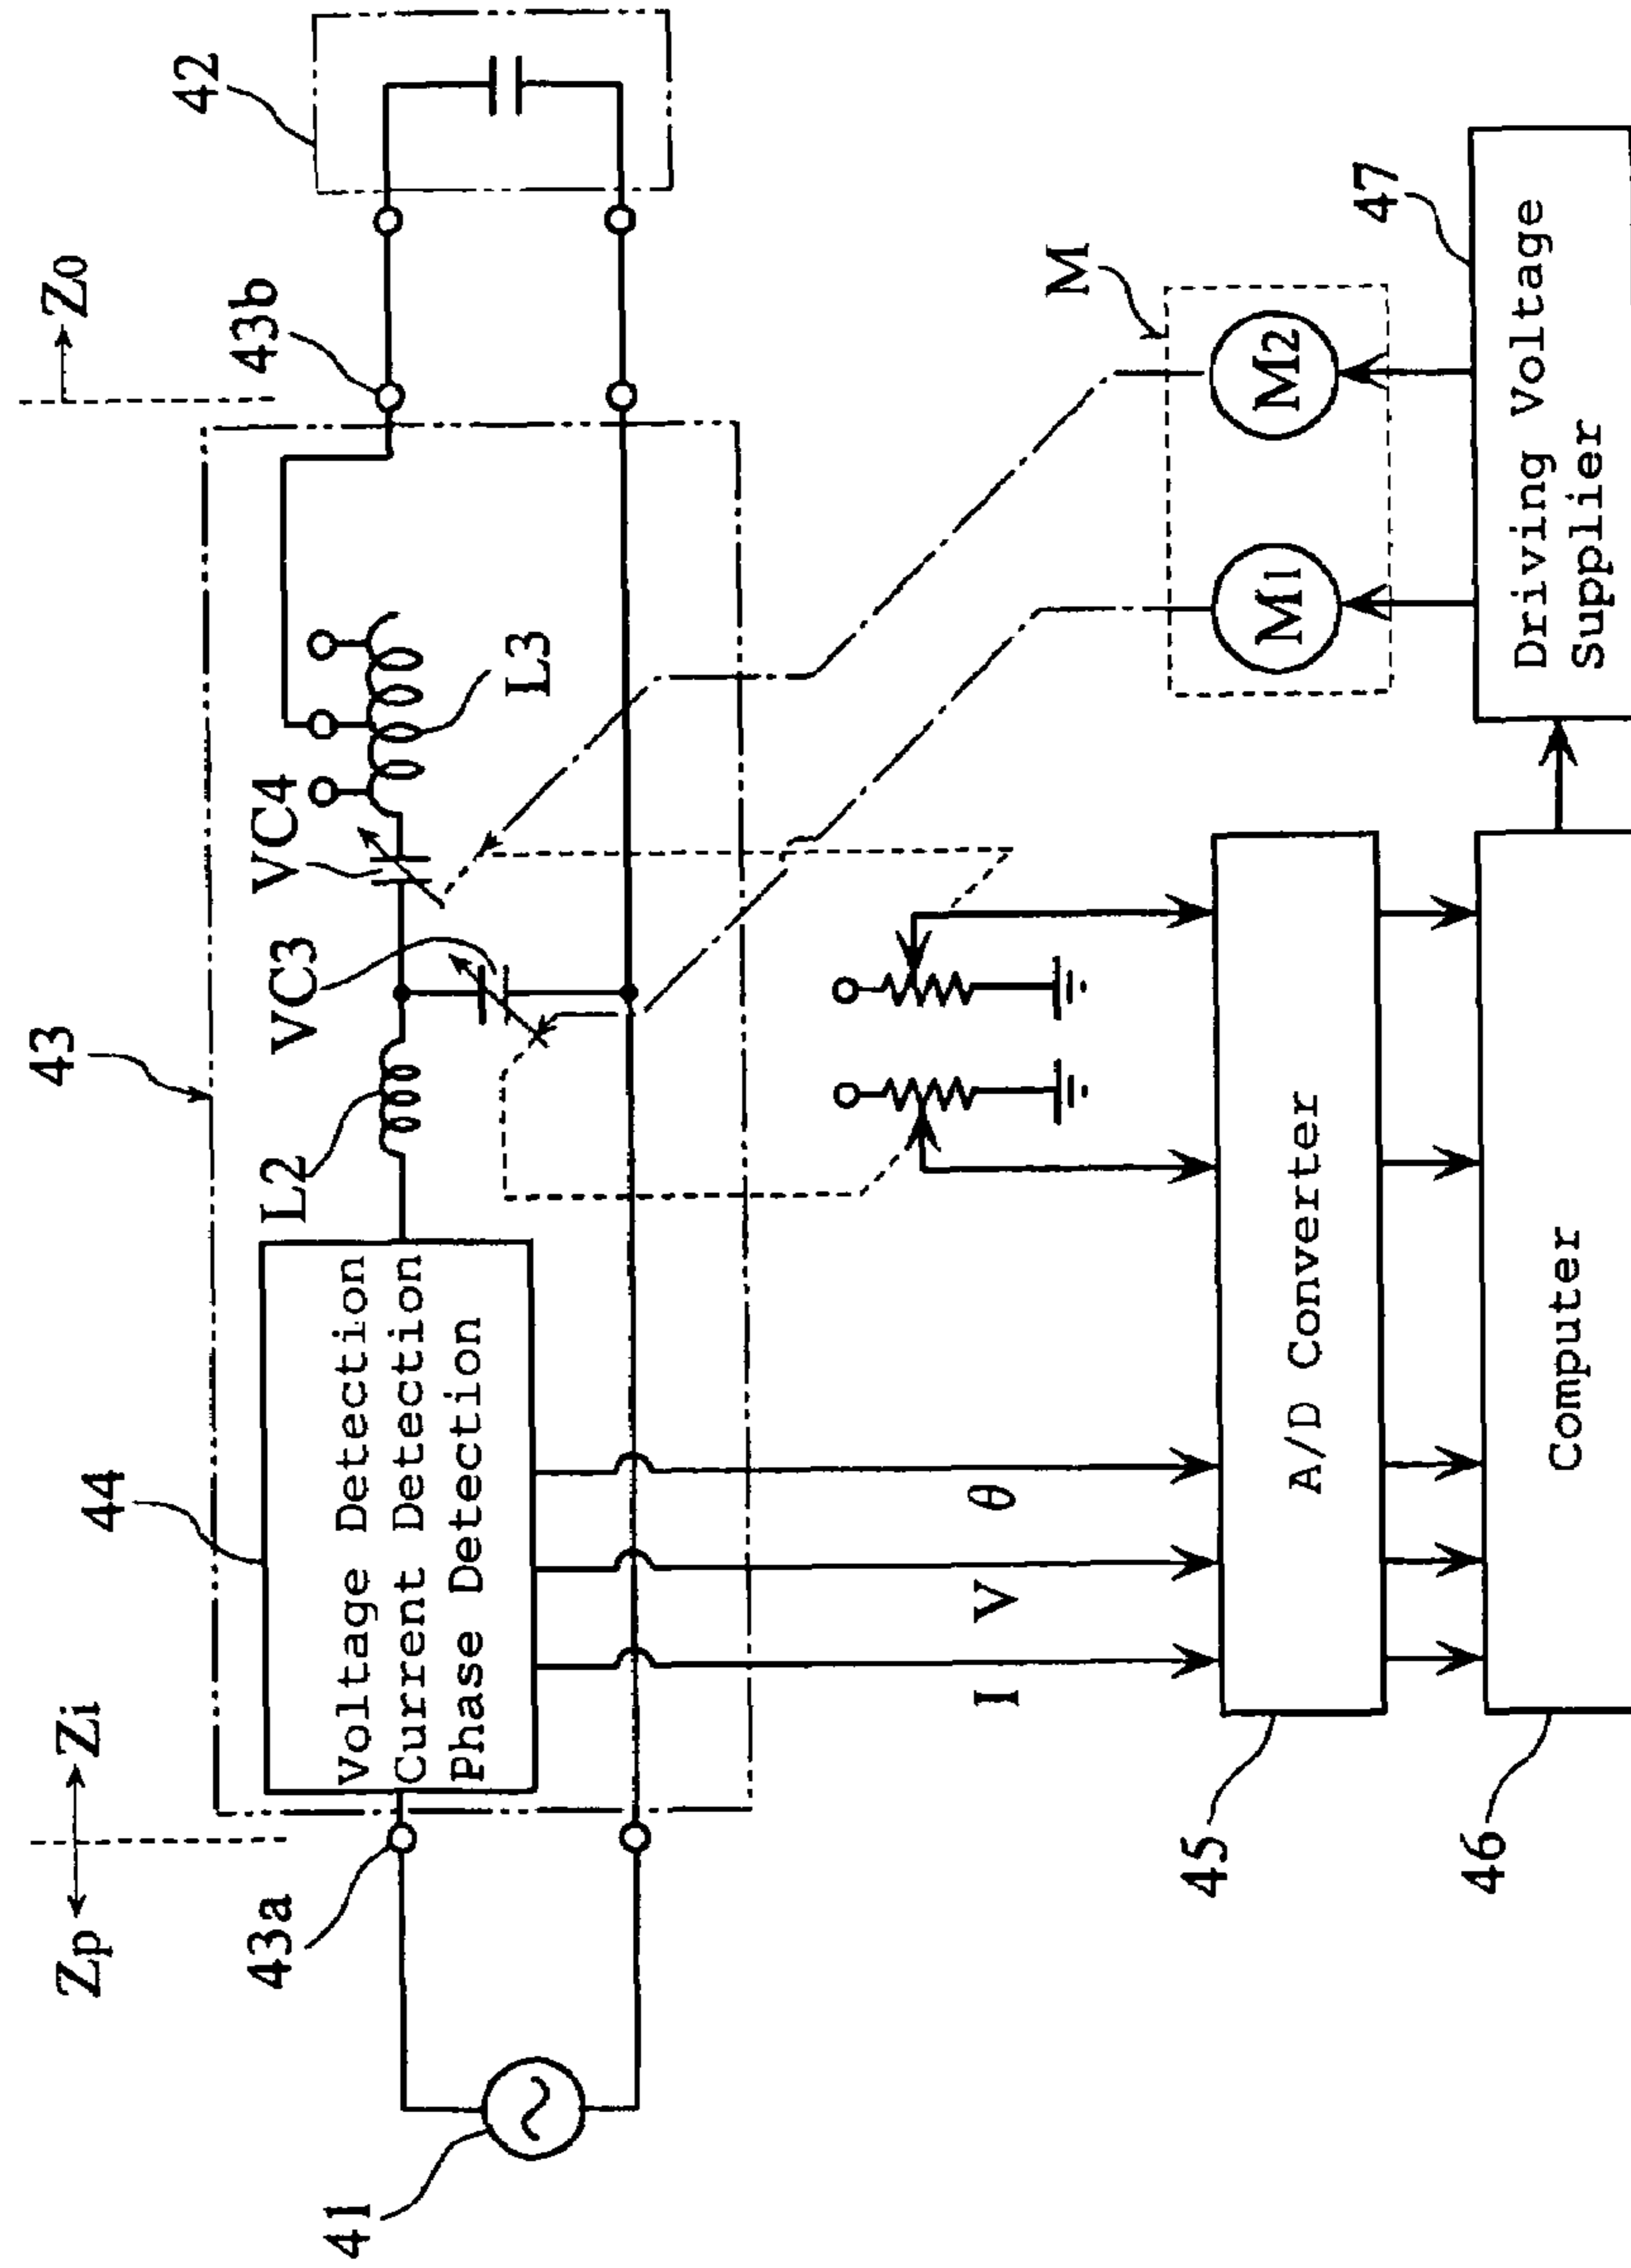 Zp
Zi
Zo
43
44
43a
43b
42
41
L2
VC3
VC4
L3
Voltage Detection
Current Detection
Phase Detection
I
V
θ
M
M1
M2
45
A/D Converter
46
Computer
47
Driving Voltage
Supplier